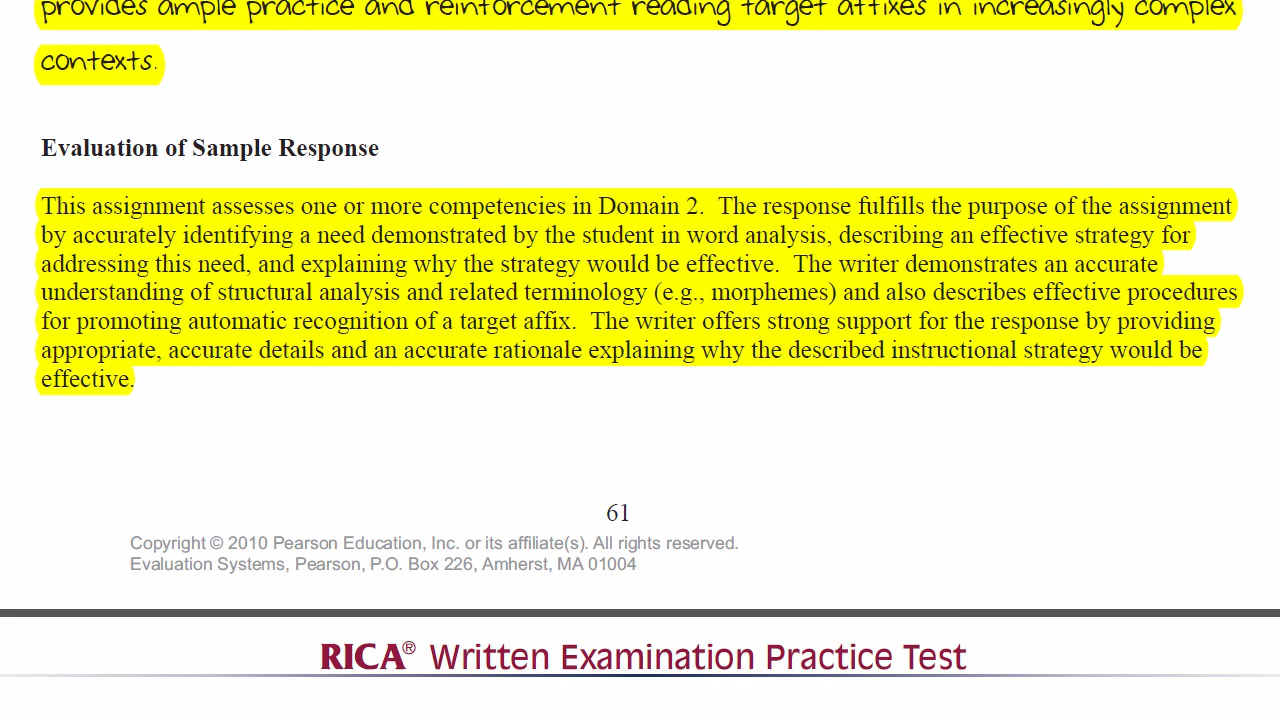 provides ample practice and reinforcement reading target affixes in increasingly complex
contexts.
Evaluation of Sample Response
This assignment assesses one or more competencies in Domain 2.  The response fulfills the purpose of the assignment
by accurately identifying a need demonstrated by the student in word analysis, describing an effective strategy for
addressing this need, and explaining why the strategy would be effective.  The writer demonstrates an accurate
understanding of structural analysis and related terminology (e.g., morphemes) and also describes effective procedures
for promoting automatic recognition of a target affix.  The writer offers strong support for the response by providing
appropriate, accurate details and an accurate rationale explaining why the described instructional strategy would be
effective.
61
Copyright © 2010 Pearson Education, Inc. or its affiliate(s). All rights reserved.
Evaluation Systems, Pearson, P.O. Box 226, Amherst, MA 01004
RICA® Written Examination Practice Test